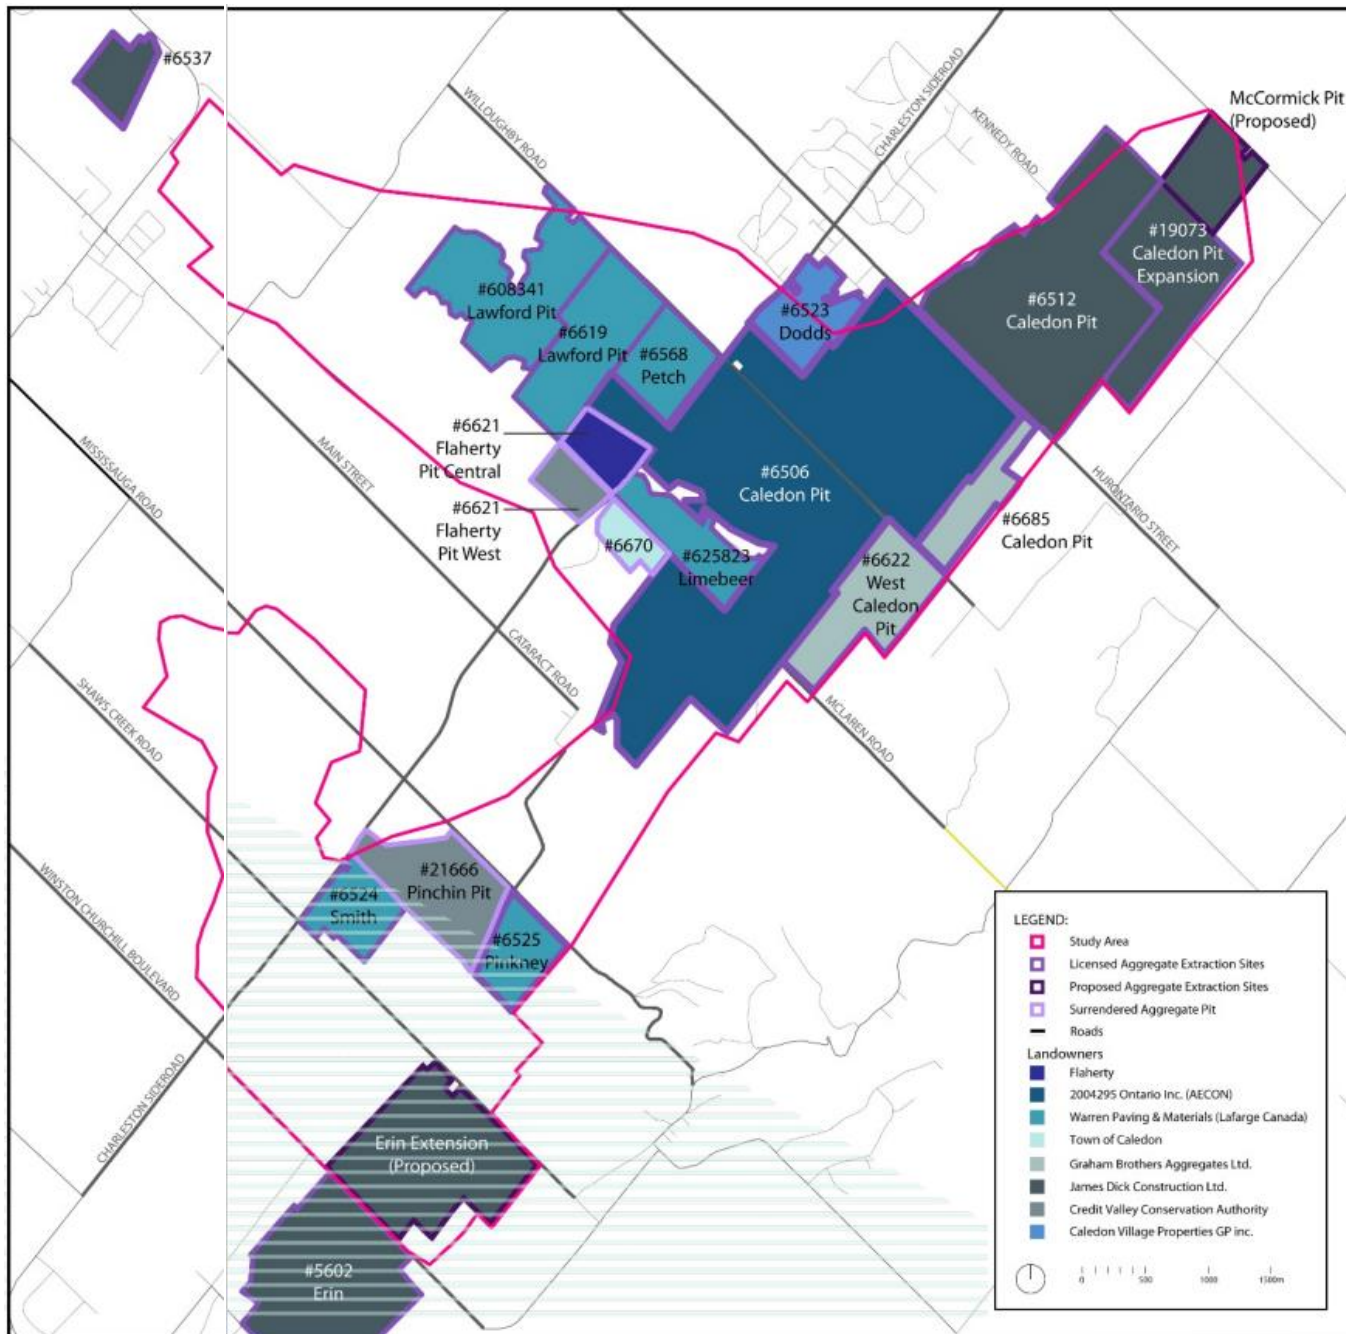 #6537
WILLOUGHBY ROAD
CHARLESTON SIDEROAD
KENNEDY ROAD
McCormick Pit
(Proposed)
#19073
Caledon Pit
Expansion
#6512
Caledon Pit
#608341
Lawford Pit
#6523
Dodds
#6619
Lawford Pit
#6568
Petch
#6621
Flaherty
Pit Central
MISSISSAUGA ROAD
MAIN STREET
#6506
Caledon Pit
HURONTARIO STREET
#6621
Flaherty
Pit West
#6685
Caledon Pit
#6670
#625823
Limebeer
#6622
West
Caledon
Pit
CATARACT ROAD
SHAWS CREEK ROAD
MCLAREN ROAD
#21666
Pinchin Pit
#6524
Smith
#6525
Pinkney
WINSTON CHURCHILL BOULEVARD
CHARLESTON SIDEROAD
Erin Extension
(Proposed)
#5602
Erin
LEGEND:
Study Area
Licensed Aggregate Extraction Sites
Proposed Aggregate Extraction Sites
Surrendered Aggregate Pit
Roads
Landowners
Flaherty
2004295 Ontario Inc. (AECON)
Warren Paving & Materials (Lafarge Canada)
Town of Caledon
Graham Brothers Aggregates Ltd.
James Dick Construction Ltd.
Credit Valley Conservation Authority
Caledon Village Properties GP inc.
0 500 1000 1500m